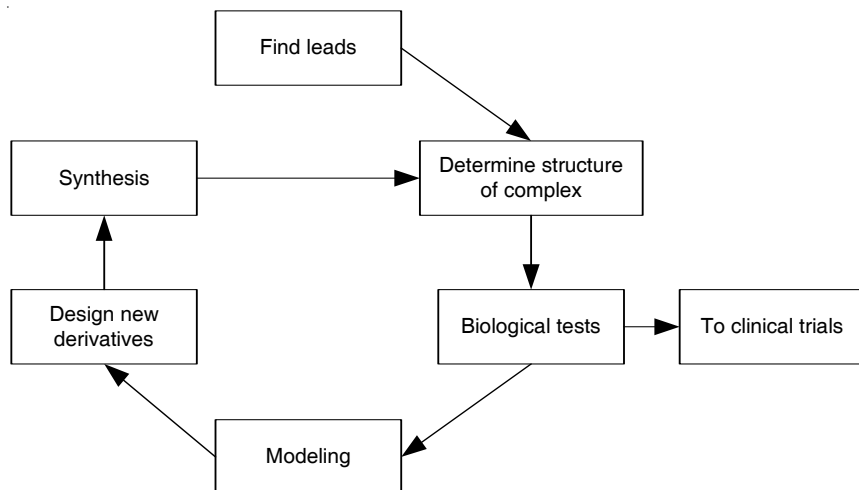 Find leads
Synthesis
Determine structure
of complex
Design new
derivatives
Biological tests
To clinical trials
Modeling